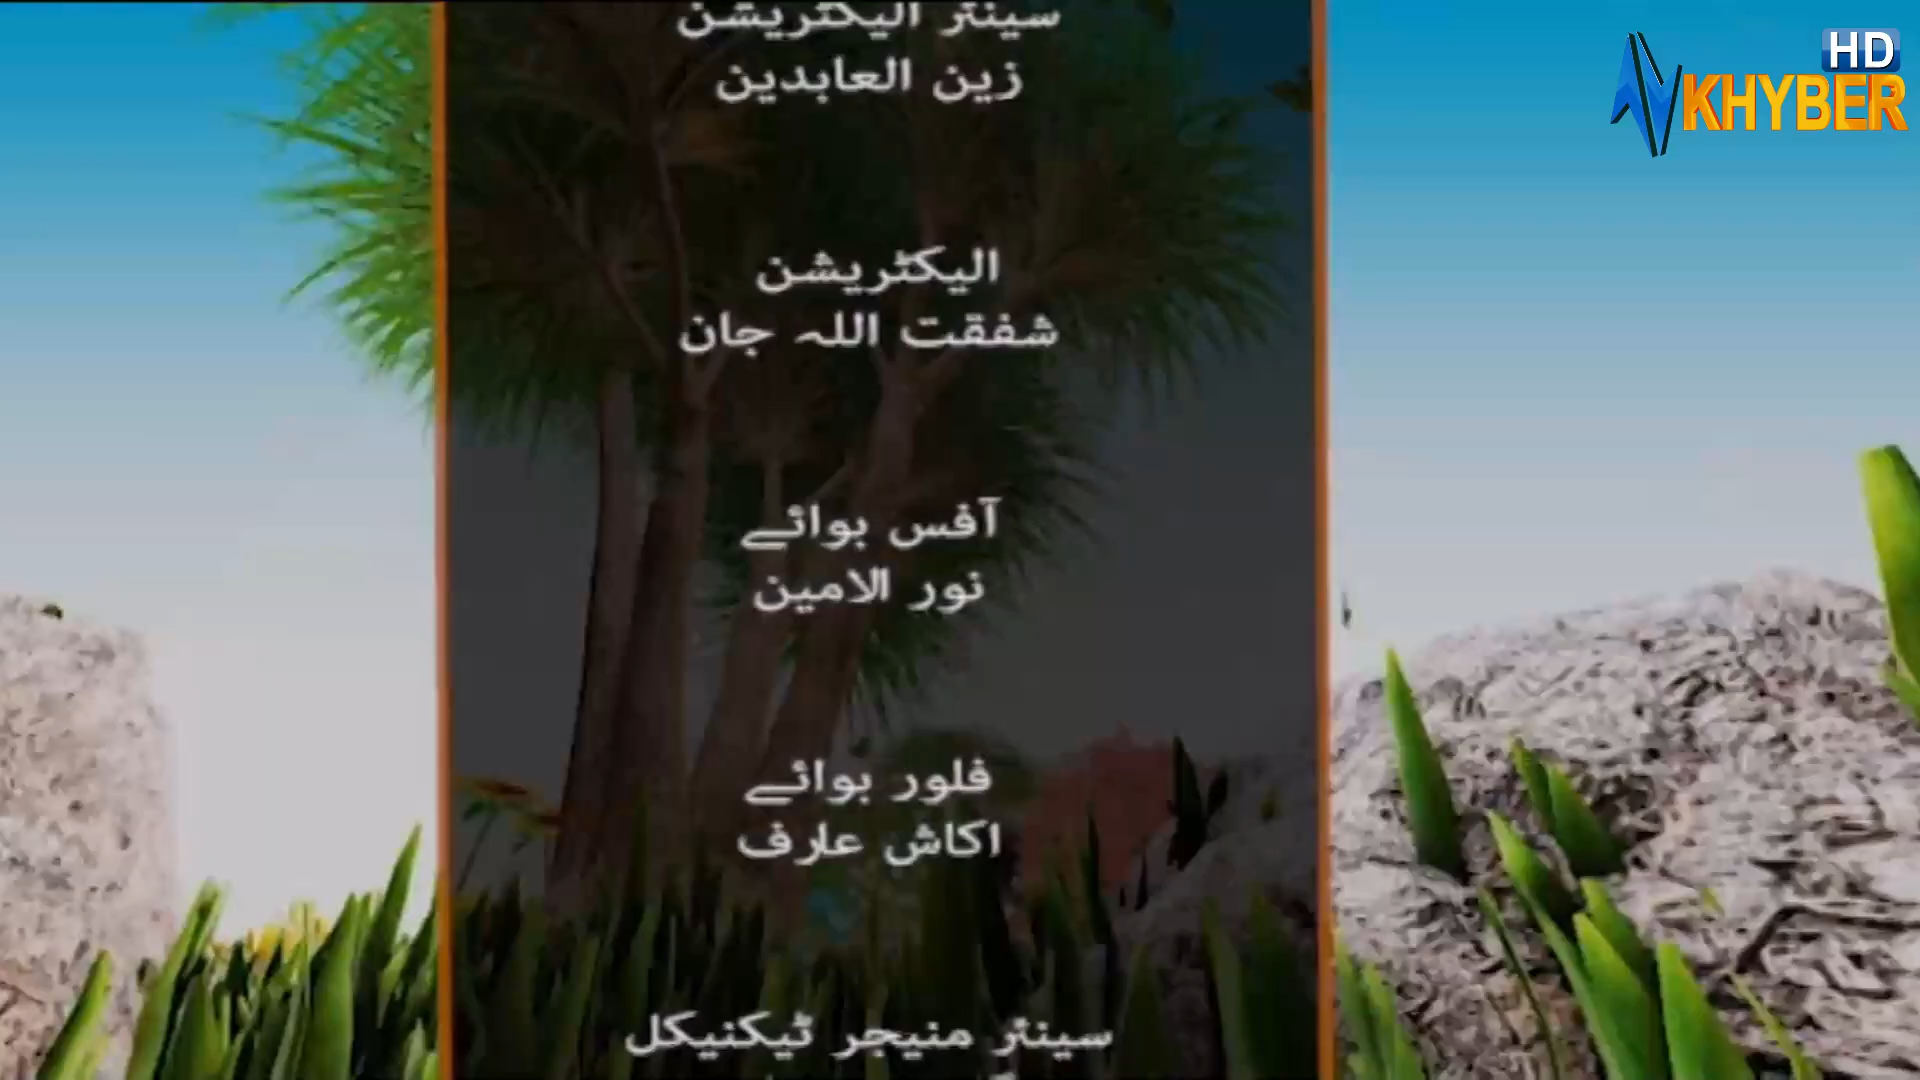 سینئر الیکٹریشن
زین العابدین
HD
KHYBER
الیکٹریشن
شفقت اللہ جان
آفس بوائے
نور الامین
فلور بوائے
اکاش عارف
سینئر منیجر ٹیکنیکل